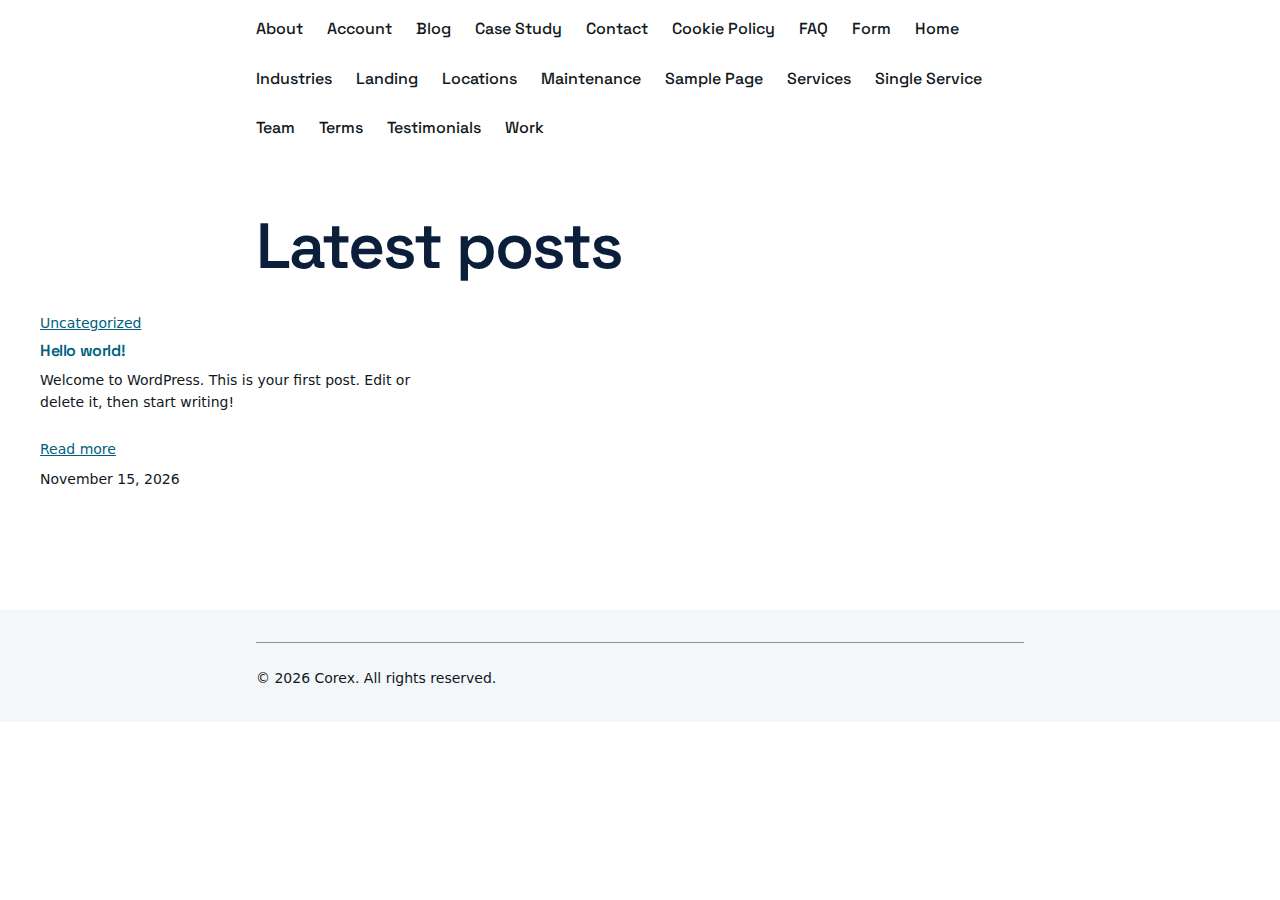 About Account Blog Case Study Contact Cookie Policy FAQ Form Home
Industries Landing Locations Maintenance Sample Page Services Single Service
Team Terms Testimonials Work
Latest posts
Uncategorized
Hello world!
Welcome to WordPress. This is your first post. Edit or
delete it, then start writing!
Read more
November 15, 2026
© 2026 Corex. All rights reserved.